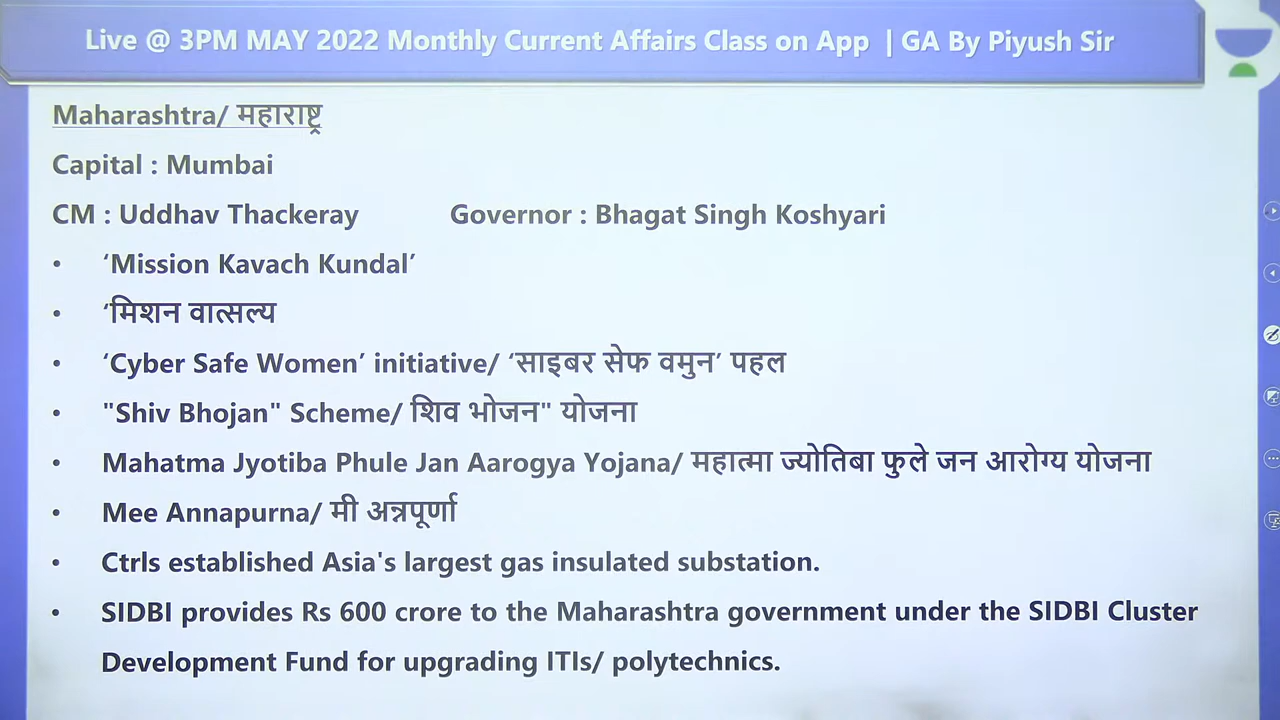 Live @ 3PM MAY 2022 Monthly Current Affairs Class on App | GA By Piyush Sir
Maharashtra/ महाराष्ट्र
Capital : Mumbai
CM : Uddhav Thackeray Governor : Bhagat Singh Koshyari
• ‘Mission Kavach Kundal’
• ‘मिशन वात्सल्य
• ‘Cyber Safe Women’ initiative/ ‘साइबर सेफ वमुन’ पहल
• "Shiv Bhojan" Scheme/ शिव भोजन" योजना
• Mahatma Jyotiba Phule Jan Aarogya Yojana/ महात्मा ज्योतिबा फुले जन आरोग्य योजना
• Mee Annapurna/ मी अन्नपूर्णा
• Ctrls established Asia's largest gas insulated substation.
• SIDBI provides Rs 600 crore to the Maharashtra government under the SIDBI Cluster
Development Fund for upgrading ITIs/ polytechnics.